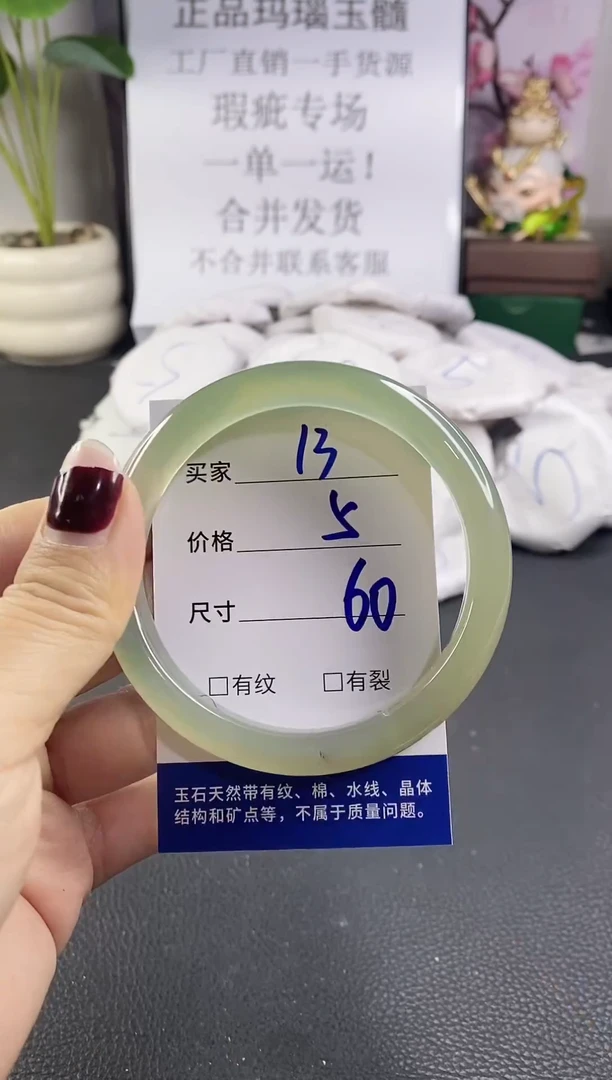 正品玛瑙玉髓
工厂直销一手货源
瑕疵专场
一单一运!
合并发货
不合并联系客服
5
买家 13
价格 5
尺寸 60
□有纹 □有裂
玉石天然带有纹、棉、水线、晶体
结构和矿点等，不属于质量问题。